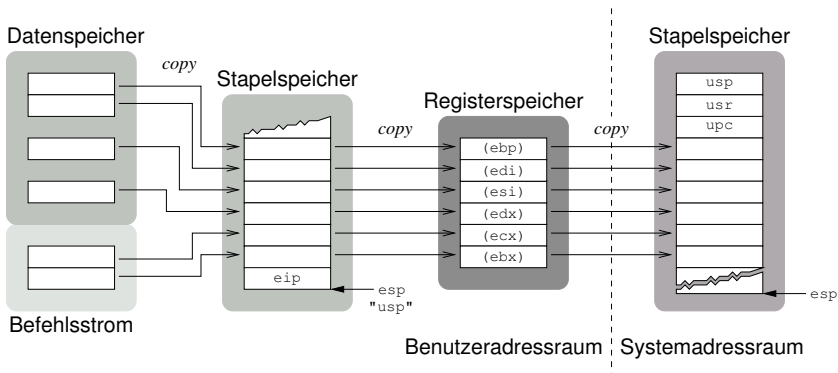 Datenspeicher
copy
Stapelspeicher
eip
esp
"usp"
Befehlsstrom
copy
Registerspeicher
(ebp)
(edi)
(esi)
(edx)
(ecx)
(ebx)
copy
Stapelspeicher
usp
usr
upc
esp
Benutzeradressraum
Systemadressraum